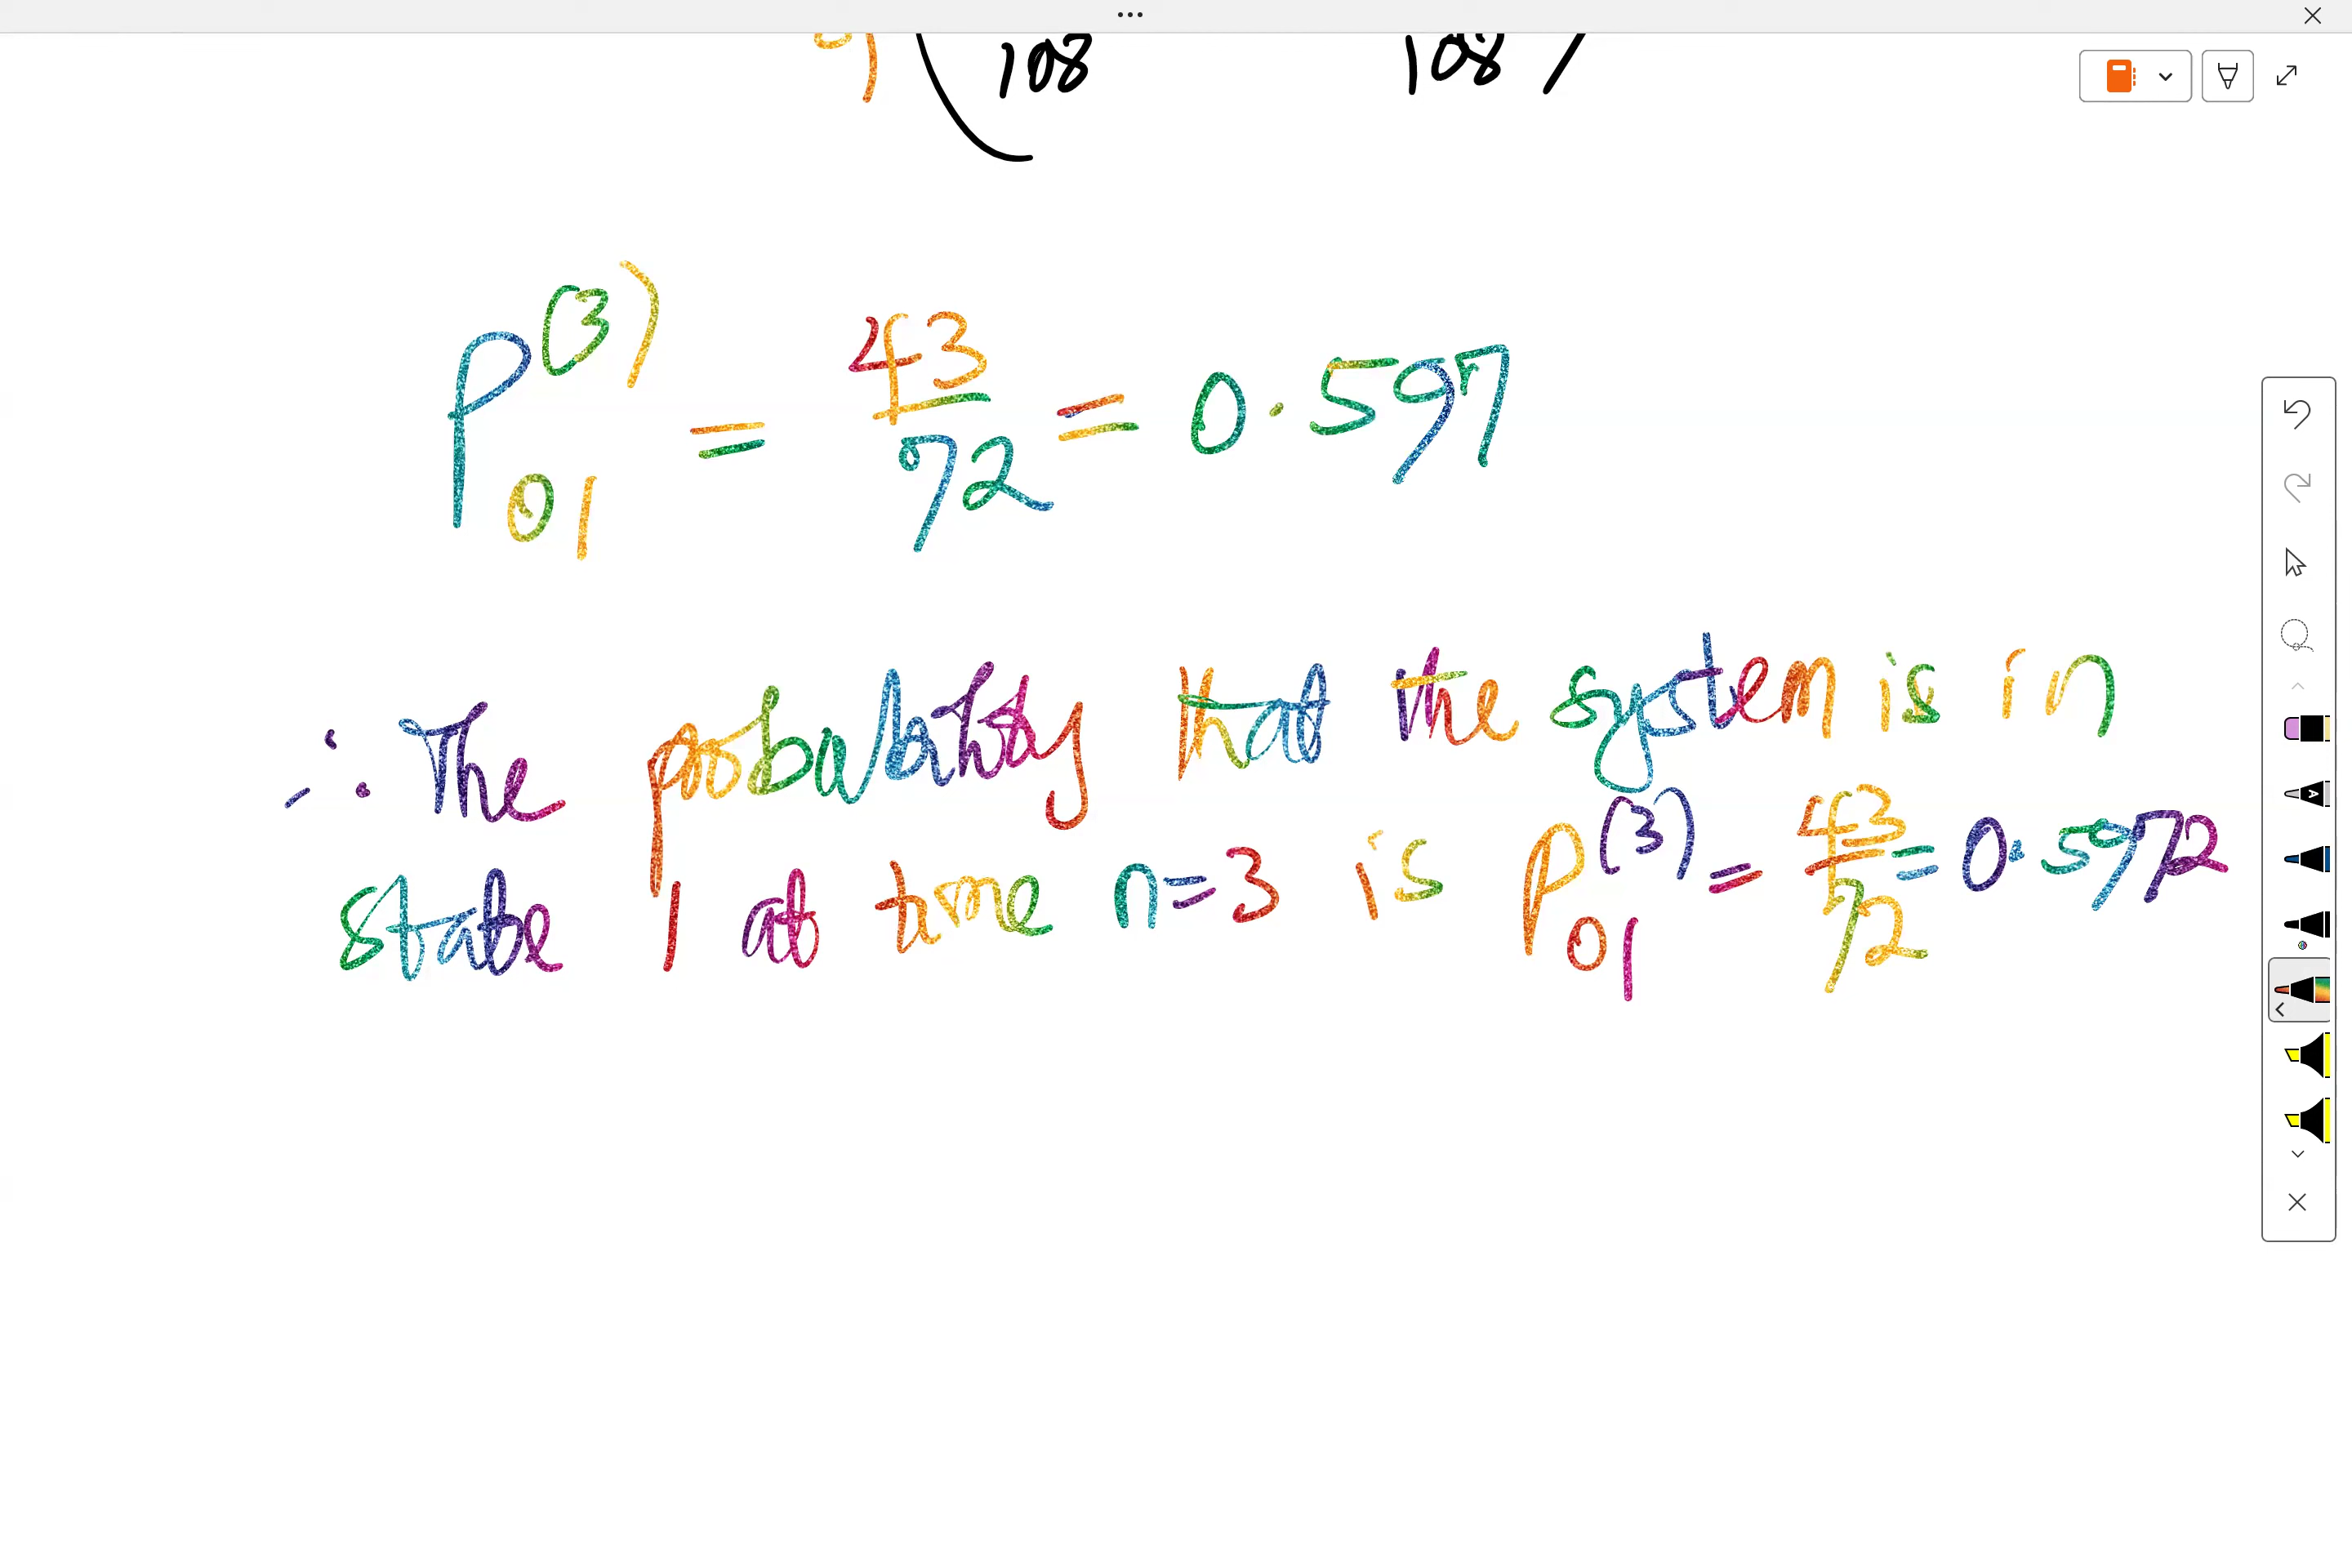 1 108 108
P01^(3) = 43/72 = 0.597
∴ The probability that the system is in
state 1 at time n=3 is P01^(3) = 43/72 = 0.5972